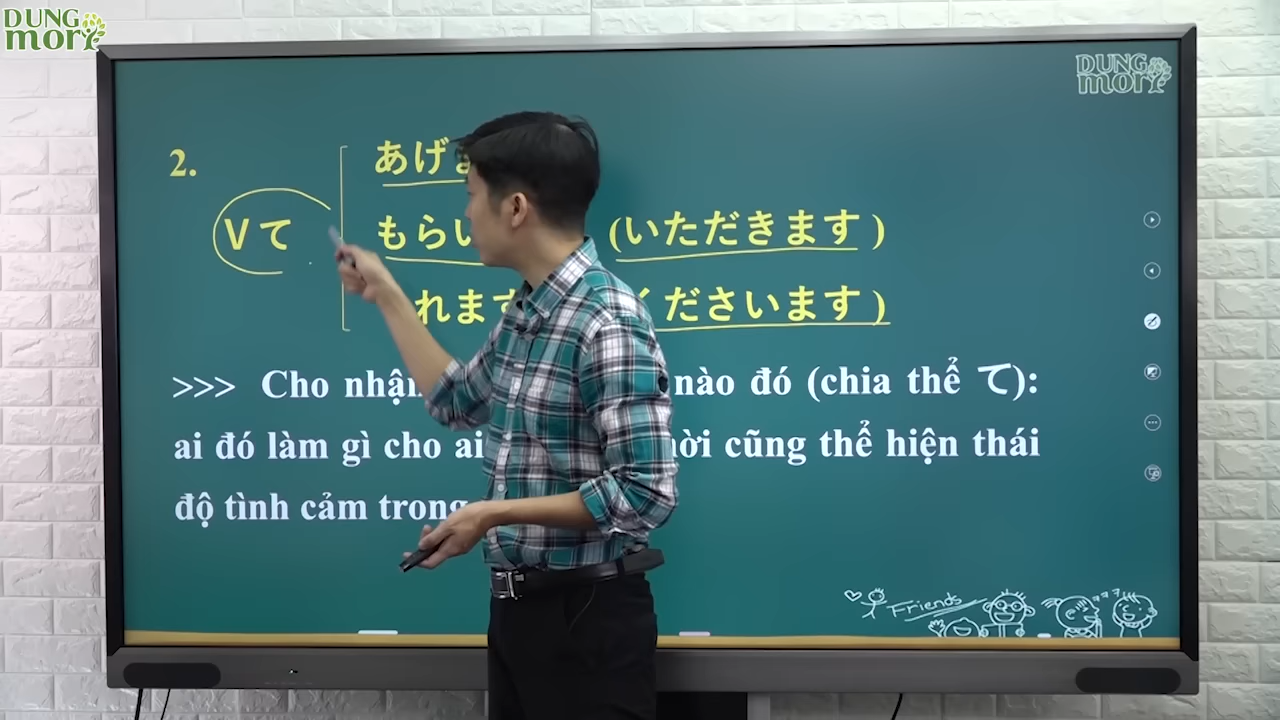 DUNG
mori
DUNG
mori
2.
あげ
Vて
もらい (いただきます)
れます くださいます)
>>> Cho nhận nào đó (chia thể て):
ai đó làm gì cho ai cũng thể hiện thái
độ tình cảm trong
Friends